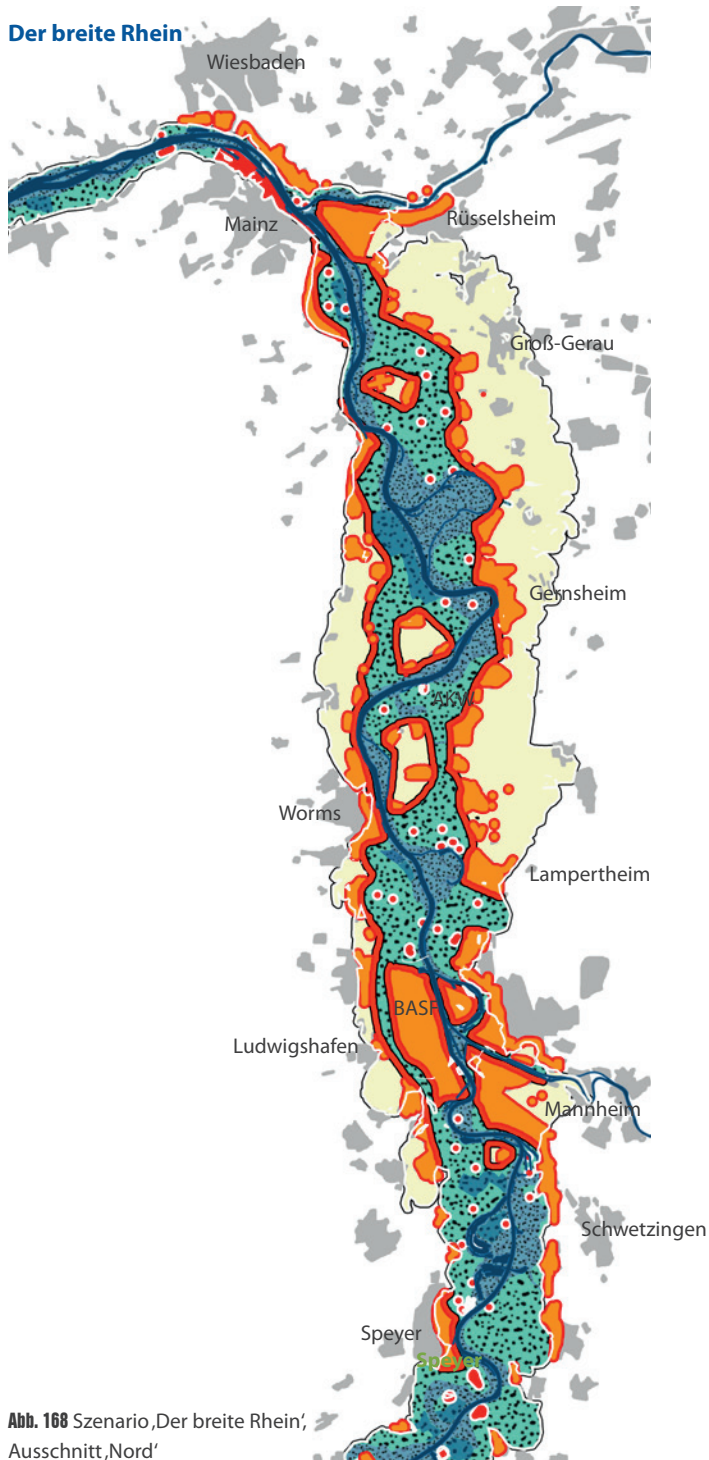 Der breite Rhein
Wiesbaden
Mainz
Rüsselsheim
Groß-Gerau
Gernsheim
AKW
Worms
Lampertheim
BASF
Ludwigshafen
Mannheim
Schwetzingen
Speyer
Speyer
Abb. 168 Szenario ‚Der breite Rhein‘,
Ausschnitt ‚Nord‘